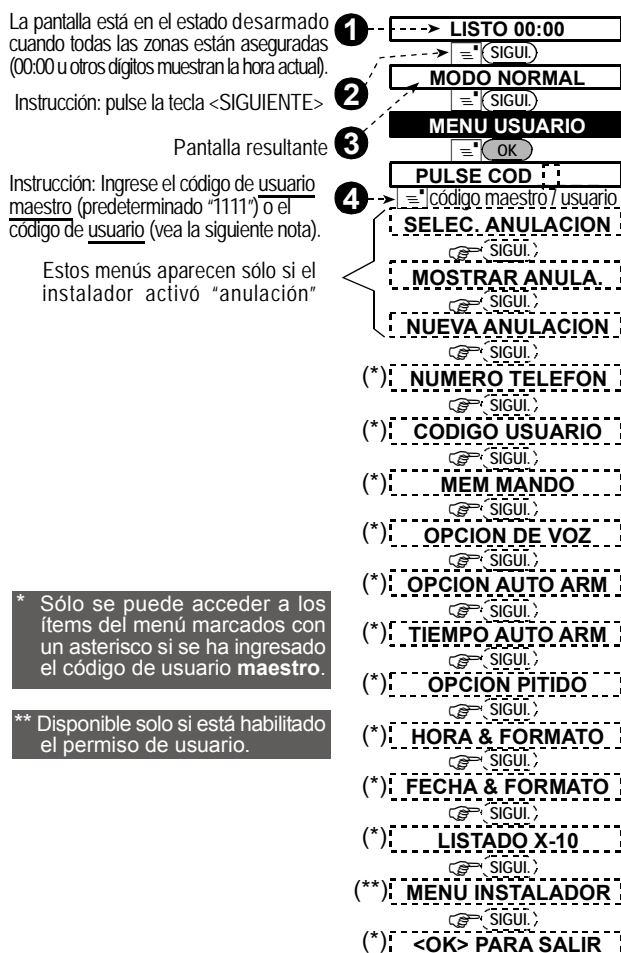 La pantalla está en el estado desarmado
cuando todas las zonas están aseguradas
(00:00 u otros dígitos muestran la hora actual).
Instrucción: pulse la tecla <SIGUIENTE>
Pantalla resultante
Instrucción: Ingrese el código de usuario
maestro (predeterminado "1111") o el
código de usuario (vea la siguiente nota).
Estos menús aparecen sólo si el
instalador activó "anulación"
* Sólo se puede acceder a los
ítems del menú marcados con
un asterisco si se ha ingresado
el código de usuario maestro.
** Disponible solo si está habilitado
el permiso de usuario.
1
LISTO 00:00
SIGUI.
2
MODO NORMAL
SIGUI.
3
MENU USUARIO
OK
PULSE COD
4
código maestro / usuario
SELEC. ANULACION
SIGUI.
MOSTRAR ANULA.
SIGUI.
NUEVA ANULACION
SIGUI.
(*) NUMERO TELEFON
SIGUI.
(*) CODIGO USUARIO
SIGUI.
(*) MEM MANDO
SIGUI.
(*) OPCION DE VOZ
SIGUI.
(*) OPCION AUTO ARM
SIGUI.
(*) TIEMPO AUTO ARM
SIGUI.
(*) OPCION PITIDO
SIGUI.
(*) HORA & FORMATO
SIGUI.
(*) FECHA & FORMATO
SIGUI.
(*) LISTADO X-10
SIGUI.
(**) MENU INSTALADOR
SIGUI.
(*) <OK> PARA SALIR